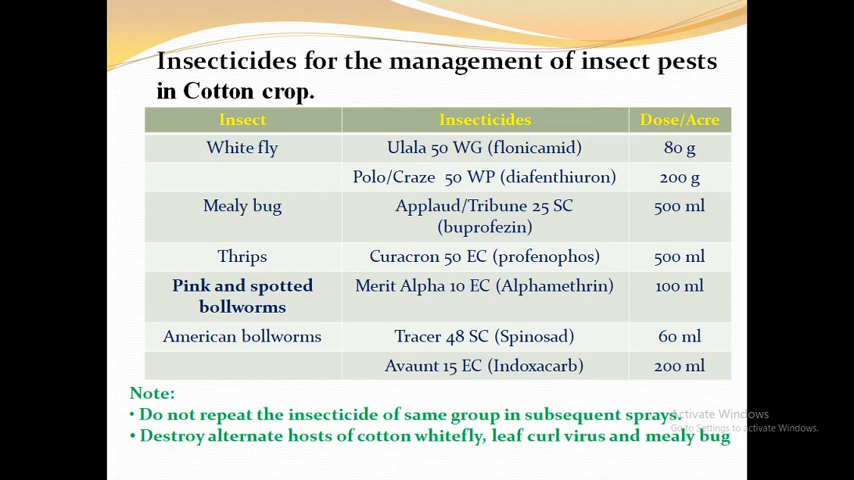 Insecticides for the management of insect pests
in Cotton crop.
Insect Insecticides Dose/Acre
White fly Ulala 50 WG (flonicamid) 80 g
Polo/Craze 50 WP (diafenthiuron) 200 g
Mealy bug Applaud/Tribune 25 SC 500 ml
(buprofezin)
Thrips Curacron 50 EC (profenophos) 500 ml
Pink and spotted Merit Alpha 10 EC (Alphamethrin) 100 ml
bollworms
American bollworms Tracer 48 SC (Spinosad) 60 ml
Avaunt 15 EC (Indoxacarb) 200 ml
Note:
• Do not repeat the insecticide of same group in subsequent sprays.
• Destroy alternate hosts of cotton whitefly, leaf curl virus and mealy bug
Activate Windows
Go to Settings to activate Windows.